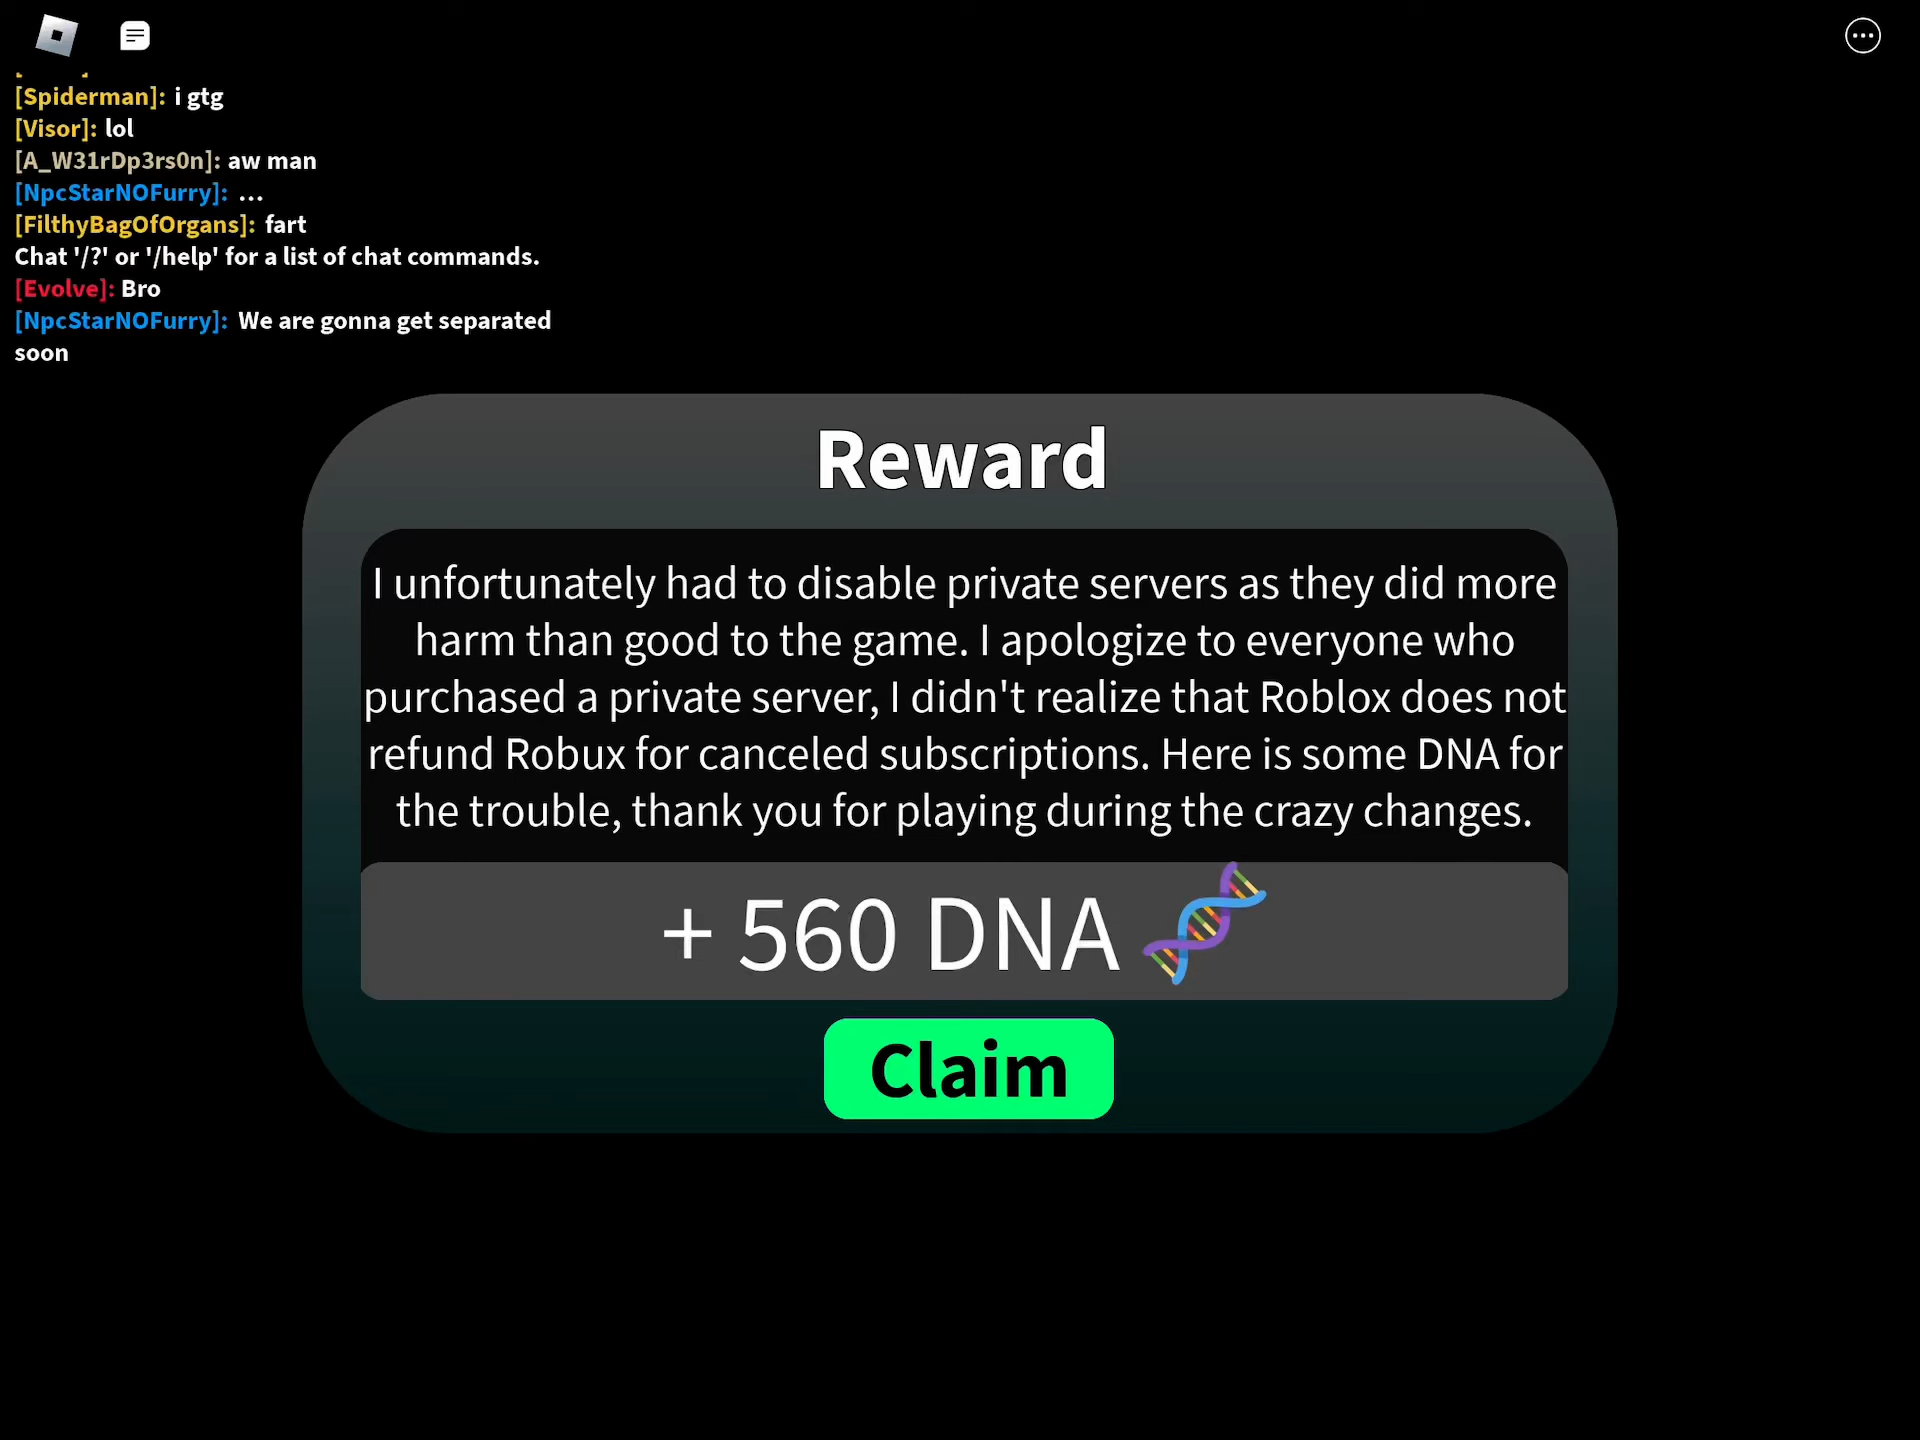 [Spiderman]: i gtg
[Visor]: lol
[A_W31rDp3rs0n]: aw man
[NpcStarNOFurry]: ...
[FilthyBagOfOrgans]: fart
Chat '/?' or '/help' for a list of chat commands.
[Evolve]: Bro
[NpcStarNOFurry]: We are gonna get separated
soon
Reward
I unfortunately had to disable private servers as they did more
harm than good to the game. I apologize to everyone who
purchased a private server, I didn't realize that Roblox does not
refund Robux for canceled subscriptions. Here is some DNA for
the trouble, thank you for playing during the crazy changes.
+ 560 DNA 🧬
Claim